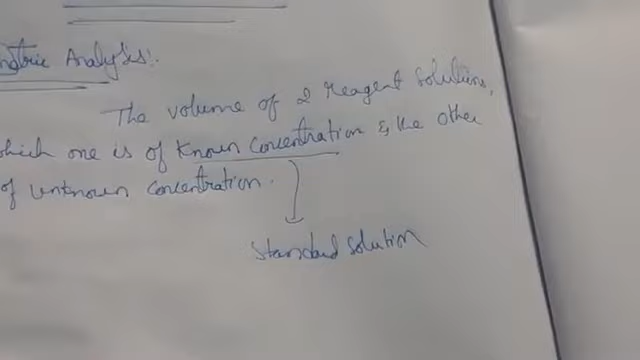 Analysis:.
The volume of 2 reagent solutions,
which one is of known concentration & the other
of unknown concentration.
standard solution